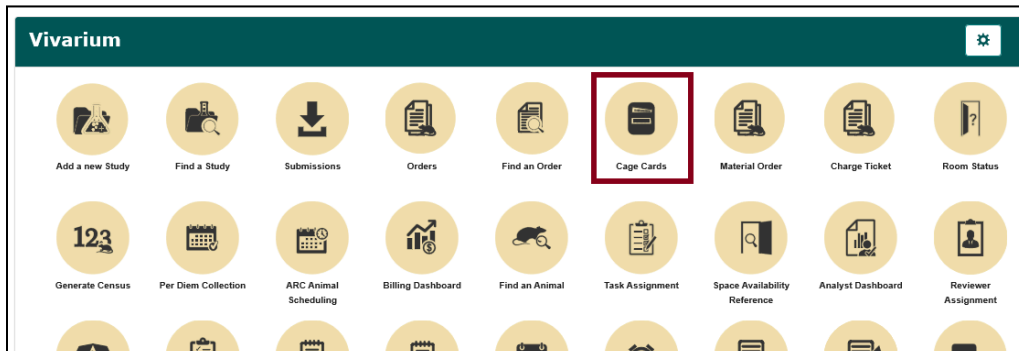 Vivarium
Add a new Study
Find a Study
Submissions
Orders
Find an Order
Cage Cards
Material Order
Charge Ticket
Room Status
?
123
Generate Census
Per Diem Collection
ARC Animal
Scheduling
Billing Dashboard
Find an Animal
Task Assignment
Space Availability
Reference
Analyst Dashboard
Reviewer
Assignment